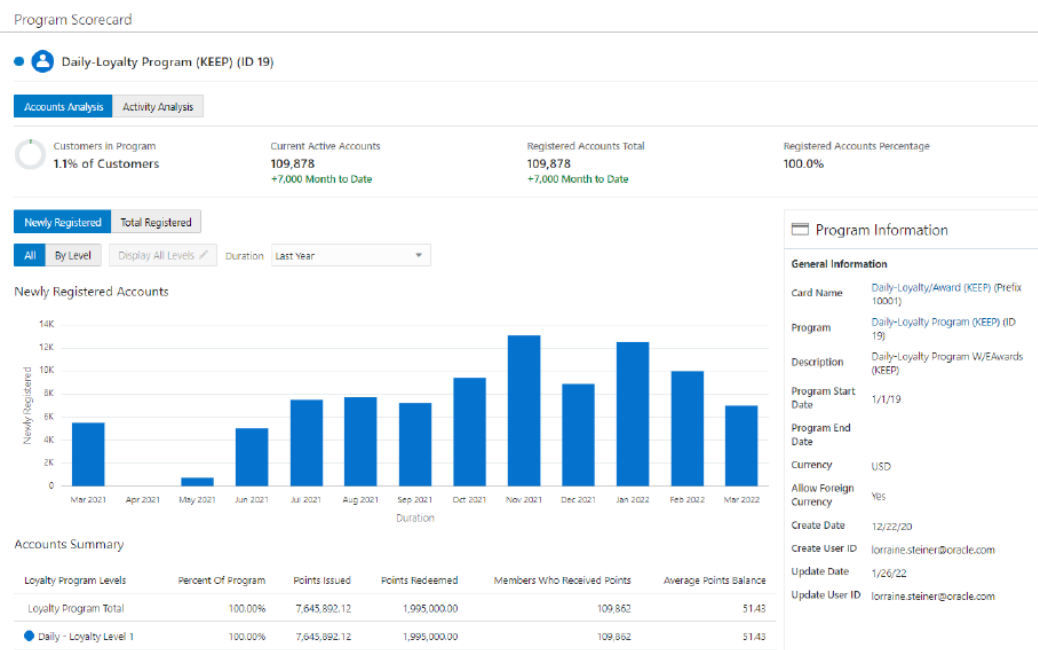 Program Scorecard
Daily-Loyalty Program (KEEP) (ID 19)
Accounts Analysis Activity Analysis
Customers in Program Current Active Accounts Registered Accounts Total Registered Accounts Percentage
1.1% of Customers 109,878 109,878 100.0%
+7,000 Month to Date +7,000 Month to Date
Newly Registered Total Registered
All By Level Display All Levels Duration Last Year
Newly Registered Accounts
14K
12K
10K
8K
6K
4K
2K
0
Newly Registered
Mar 2021 Apr 2021 May 2021 Jun 2021 Jul 2021 Aug 2021 Sep 2021 Oct 2021 Nov 2021 Dec 2021 Jan 2022 Feb 2022 Mar 2022
Duration
Accounts Summary
Loyalty Program Levels Percent Of Program Points Issued Points Redeemed Members Who Received Points Average Points Balance
Loyalty Program Total 100.00% 7,645,892.12 1,995,000.00 109,862 51.43
Daily - Loyalty Level 1 100.00% 7,645,892.12 1,995,000.00 109,862 51.43
Program Information
General Information
Card Name Daily-Loyalty/Award (KEEP) (Prefix
10001)
Program Daily-Loyalty Program (KEEP) (ID
19)
Description Daily-Loyalty Program W/EAwards
(KEEP)
Program Start
Date 1/1/19
Program End
Date
Currency USD
Allow Foreign
Currency Yes
Create Date 12/22/20
Create User ID lorraine.steiner@oracle.com
Update Date 1/26/22
Update User ID lorraine.steiner@oracle.com